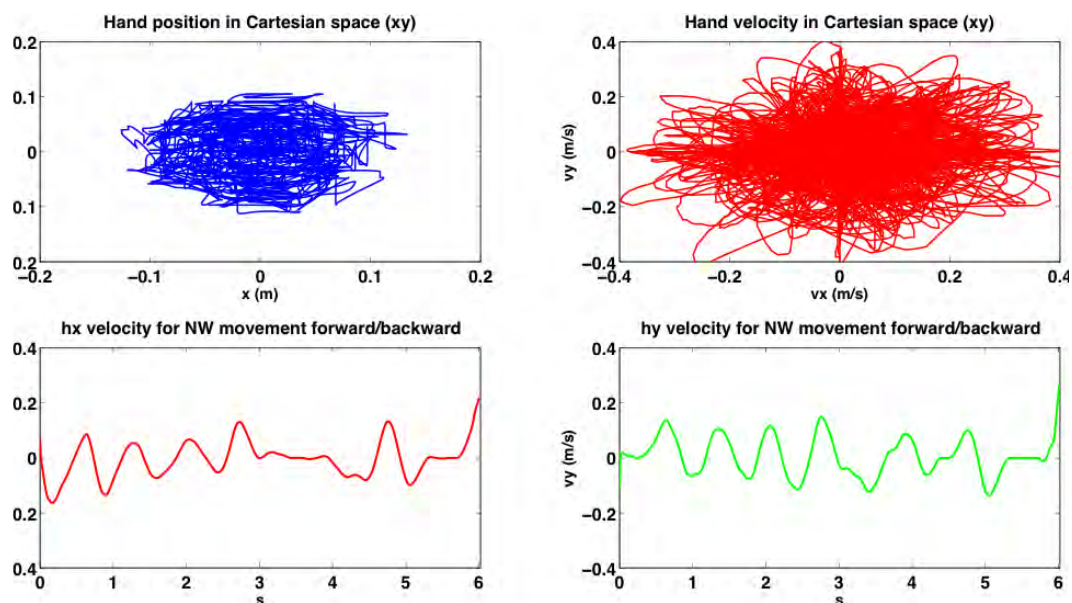 Hand position in Cartesian space (xy)
0.2
0.1
0
0.1
0.2
−0.2 −0.1 0 0.1 0.2
x (m)
Hand velocity in Cartesian space (xy)
0.4
0.2
0
−0.2
−0.4
vy (m/s)
−0.4 −0.2 0 0.2 0.4
vx (m/s)
hx velocity for NW movement forward/backward
0.4
0.2
0
0.2
0.4
0 1 2 3 4 5 6
s
hy velocity for NW movement forward/backward
0.4
0.2
0
−0.2
−0.4
vy (m/s)
0 1 2 3 4 5 6
s